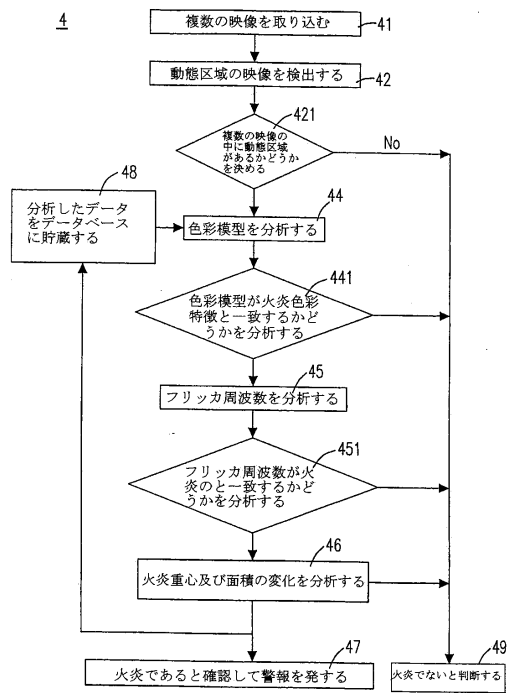 4
複数の映像を取り込む
41
動態区域の映像を検出する
42
421
複数の映像の
中に動態区域
があるかどうか
を決める
No
48
分析したデータ
をデータベース
に貯蔵する
44
色彩模型を分析する
441
色彩模型が火炎色彩
特徴と一致するかど
うかを分析する
45
フリッカ周波数を分析する
451
フリッカ周波数が火
炎のと一致するかど
うかを分析する
46
火炎重心及び面積の変化を分析する
47
火炎であると確認して警報を発する
49
火炎でないと判断する